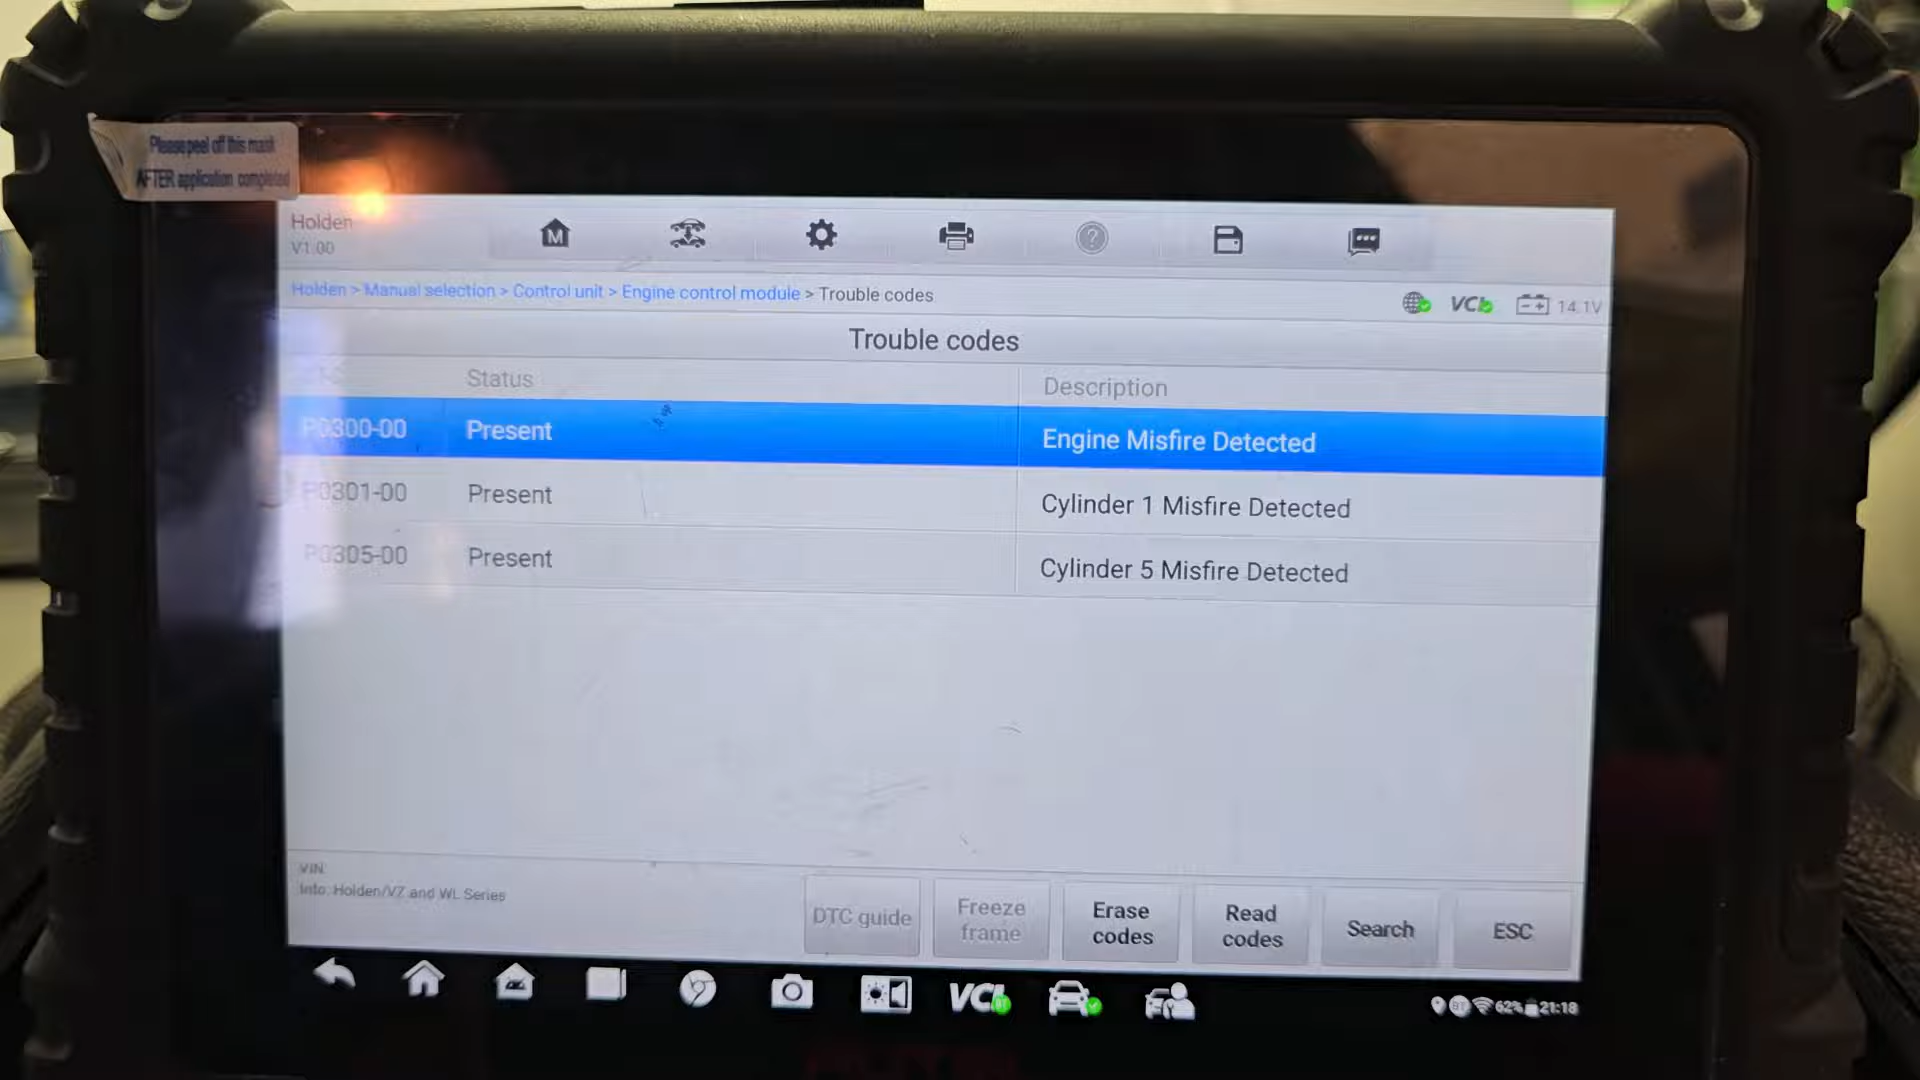 Please peel off this mask
AFTER application completed
Holden
V1.00
M
?
Holden > Manual selection > Control unit > Engine control module > Trouble codes
VCI
14.1V
Trouble codes
Status
Description
P0300-00 Present Engine Misfire Detected
P0301-00 Present Cylinder 1 Misfire Detected
P0305-00 Present Cylinder 5 Misfire Detected
VIN:
Info: Holden/VZ and WL Series
DTC guide
Freeze frame
Erase codes
Read codes
Search
ESC
VCI
BT
BT
62%
21:18